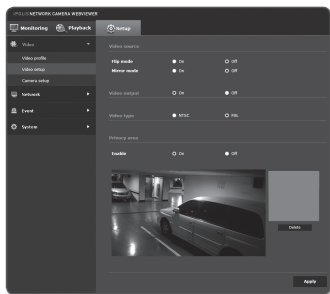 iPOLiS NETWORK CAMERA WEBVIEWER
Monitoring Playback Setup
Video
Video profile
Video setup
Camera setup
Network
Event
System
Video source
Flip mode On Off
Mirror mode On Off
Video output On Off
Video type NTSC PAL
Privacy area
Enable On Off
Delete
Apply